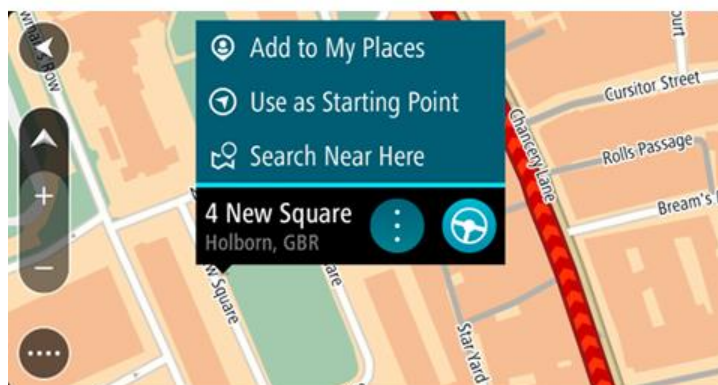 Add to My Places
Use as Starting Point
Search Near Here
4 New Square
Holborn, GBR
Row
Chancery Lane
Cursitor Street
Rolls Passage
Bream's
Square
Star Yard